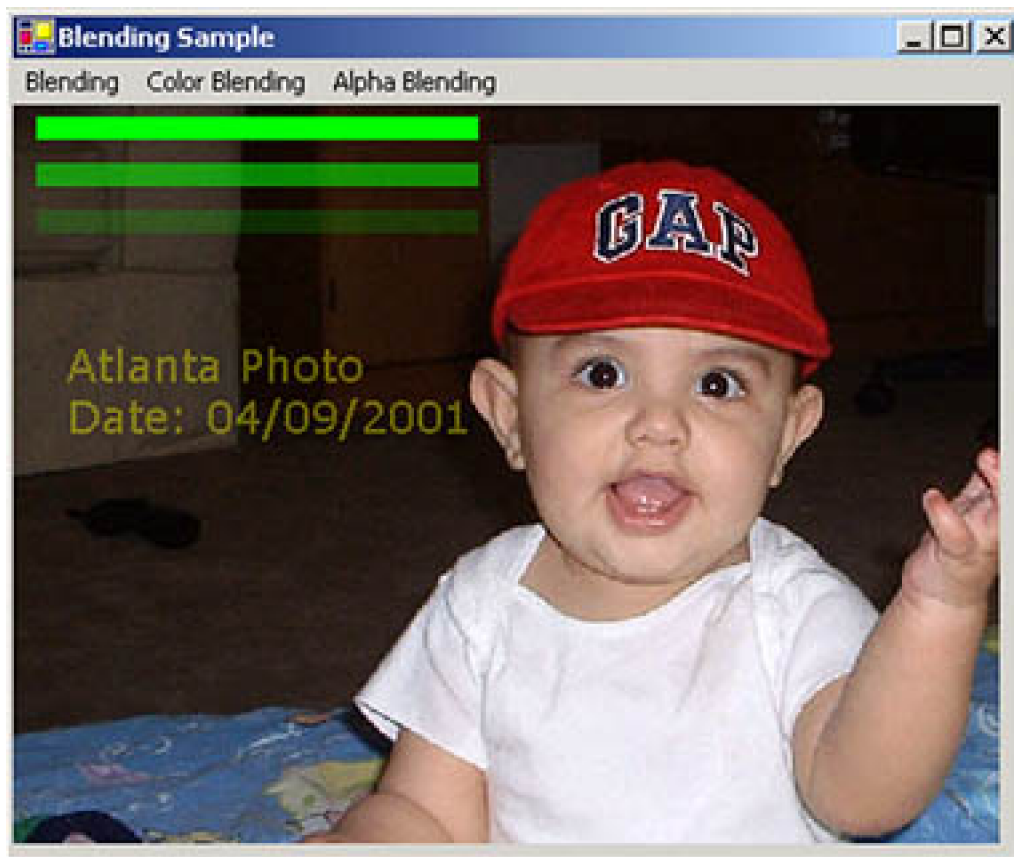 Blending Sample
Blending Color Blending Alpha Blending
GAP
Atlanta Photo
Date: 04/09/2001